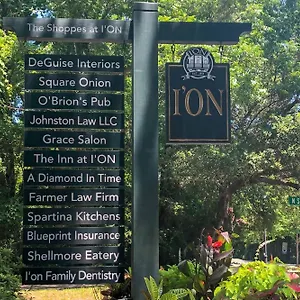 The Shoppes at I'ON
DeGuise Interiors
Square Onion
O'Brion's Pub
Johnston Law LLC
Grace Salon
The Inn at I'ON
A Diamond In Time
Farmer Law Firm
Spartina Kitchens
Blueprint Insurance
Shellmore Eatery
I'on Family Dentistry
I'ON